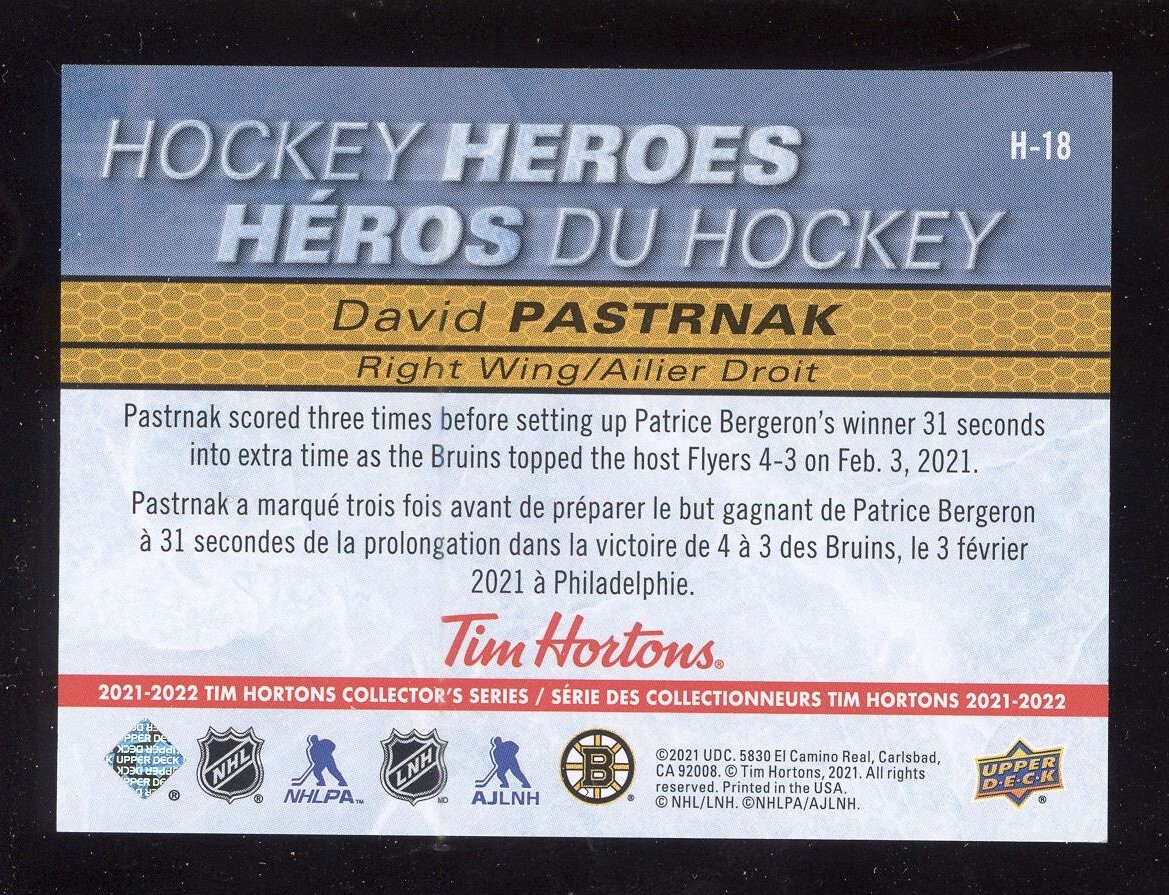 HOCKEY HEROES
H-18
HÉROS DU HOCKEY
David PASTRNAK
Right Wing/Ailier Droit
Pastrnak scored three times before setting up Patrice Bergeron's winner 31 seconds
into extra time as the Bruins topped the host Flyers 4-3 on Feb. 3, 2021.
Pastrnak a marqué trois fois avant de préparer le but gagnant de Patrice Bergeron
à 31 secondes de la prolongation dans la victoire de 4 à 3 des Bruins, le 3 février
2021 à Philadelphie.
Tim Hortons®
2021-2022 TIM HORTONS COLLECTOR'S SERIES / SÉRIE DES COLLECTIONNEURS TIM HORTONS 2021-2022
UPPER DECK
®
NHL
®
NHLPA™
LNH
MD
AJLNH
B
®
©2021 UDC. 5830 El Camino Real, Carlsbad,
CA 92008. © Tim Hortons, 2021. All rights
reserved. Printed in the USA.
© NHL/LNH. ©NHLPA/AJLNH.
UPPER
D·E·C·K
®